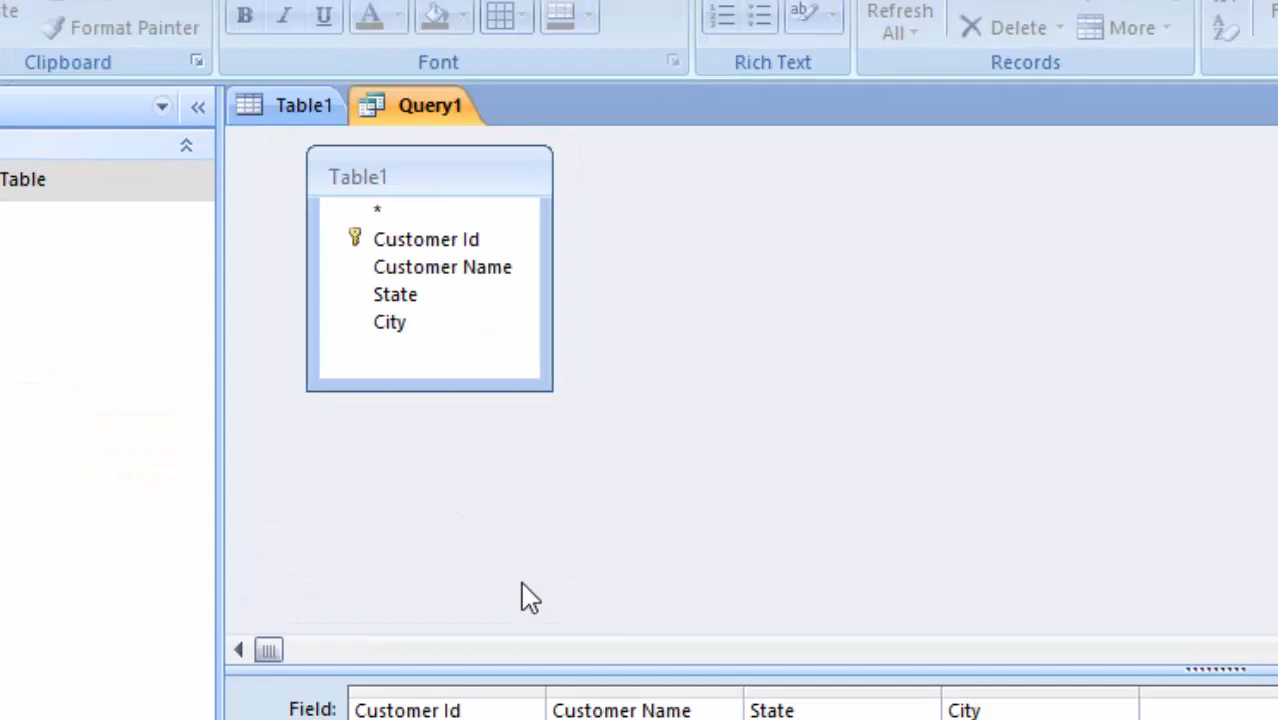 Format Painter
B I U A
ab
Refresh
All
Delete
More
A
Z
Clipboard
Font
Rich Text
Records
Table1
Query1
Table
Table1
*
Customer Id
Customer Name
State
City
Field: Customer Id Customer Name State City